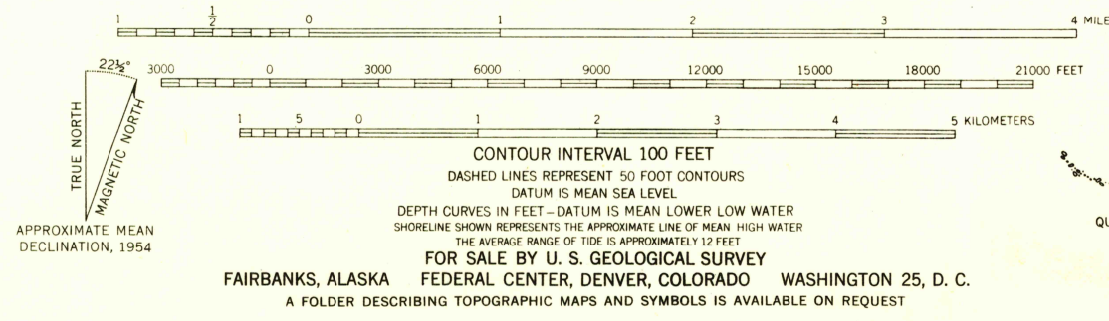 1 ½ 0 1 2 3 4 MILE
22½°
3000 0 3000 6000 9000 12000 15000 18000 21000 FEET
1 5 0 1 2 3 4 5 KILOMETERS
TRUE NORTH
MAGNETIC NORTH
APPROXIMATE MEAN
DECLINATION, 1954
CONTOUR INTERVAL 100 FEET
DASHED LINES REPRESENT 50 FOOT CONTOURS
DATUM IS MEAN SEA LEVEL
DEPTH CURVES IN FEET–DATUM IS MEAN LOWER LOW WATER
SHORELINE SHOWN REPRESENTS THE APPROXIMATE LINE OF MEAN HIGH WATER
THE AVERAGE RANGE OF TIDE IS APPROXIMATELY 12 FEET
FOR SALE BY U. S. GEOLOGICAL SURVEY
FAIRBANKS, ALASKA FEDERAL CENTER, DENVER, COLORADO WASHINGTON 25, D. C.
A FOLDER DESCRIBING TOPOGRAPHIC MAPS AND SYMBOLS IS AVAILABLE ON REQUEST
QU